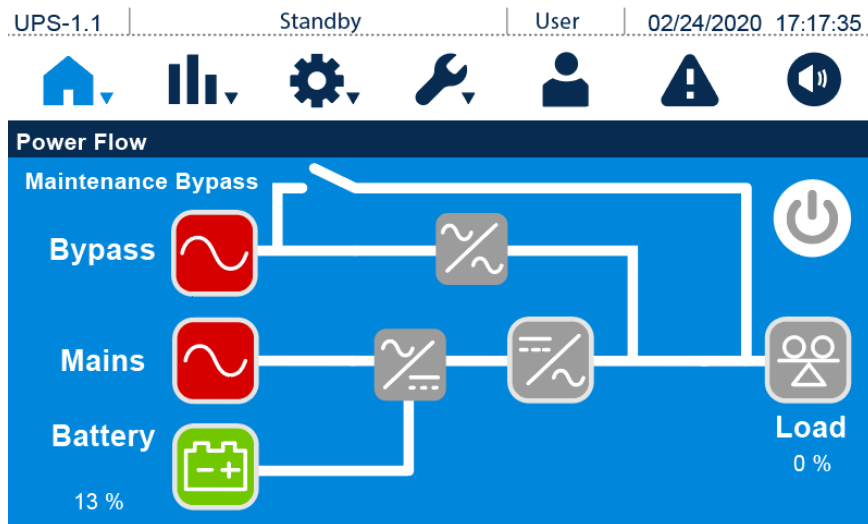 UPS-1.1 Standby User 02/24/2020 17:17:35
Power Flow
Maintenance Bypass
Bypass
Mains
Battery
13 %
Load
0 %